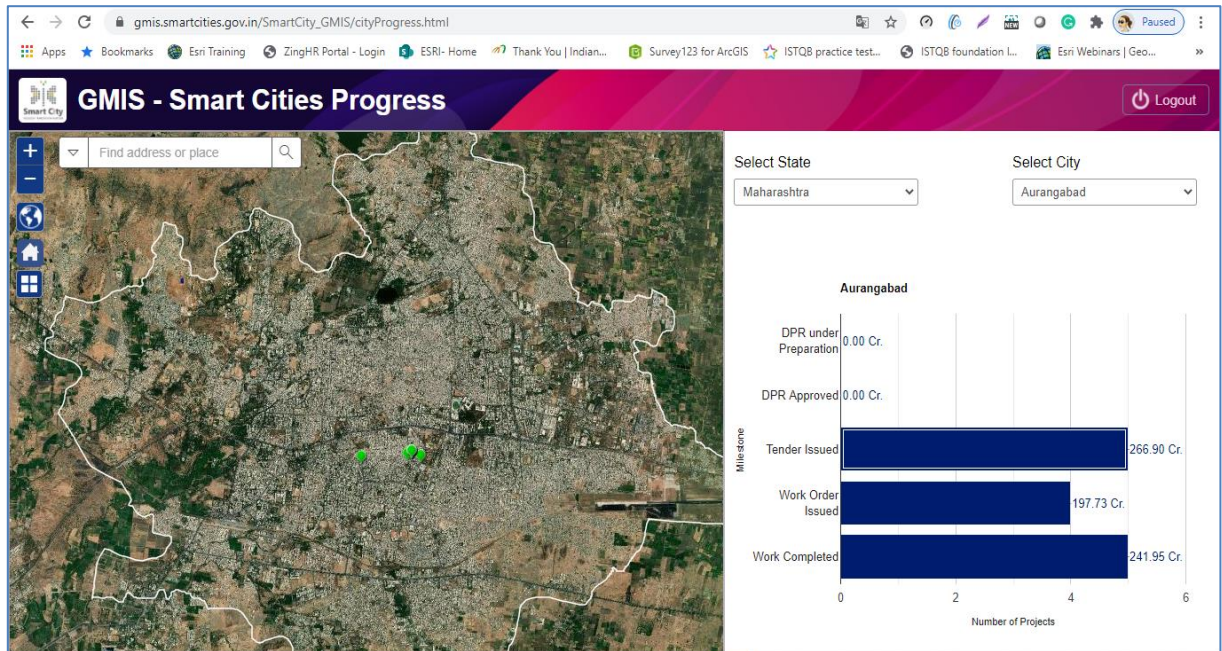 gmis.smartcities.gov.in/SmartCity_GMIS/cityProgress.html
Paused
Apps Bookmarks Esri Training ZingHR Portal - Login ESRI- Home Thank You | Indian... Survey123 for ArcGIS ISTQB practice test... ISTQB foundation l... Esri Webinars | Geo... »
Smart City
GMIS - Smart Cities Progress
Logout
Find address or place
Select State Select City
Maharashtra Aurangabad
Aurangabad
DPR under
Preparation
0.00 Cr.
DPR Approved 0.00 Cr.
Milestone
Tender Issued 266.90 Cr.
Work Order
Issued
197.73 Cr.
Work Completed 241.95 Cr.
0 2 4 6
Number of Projects